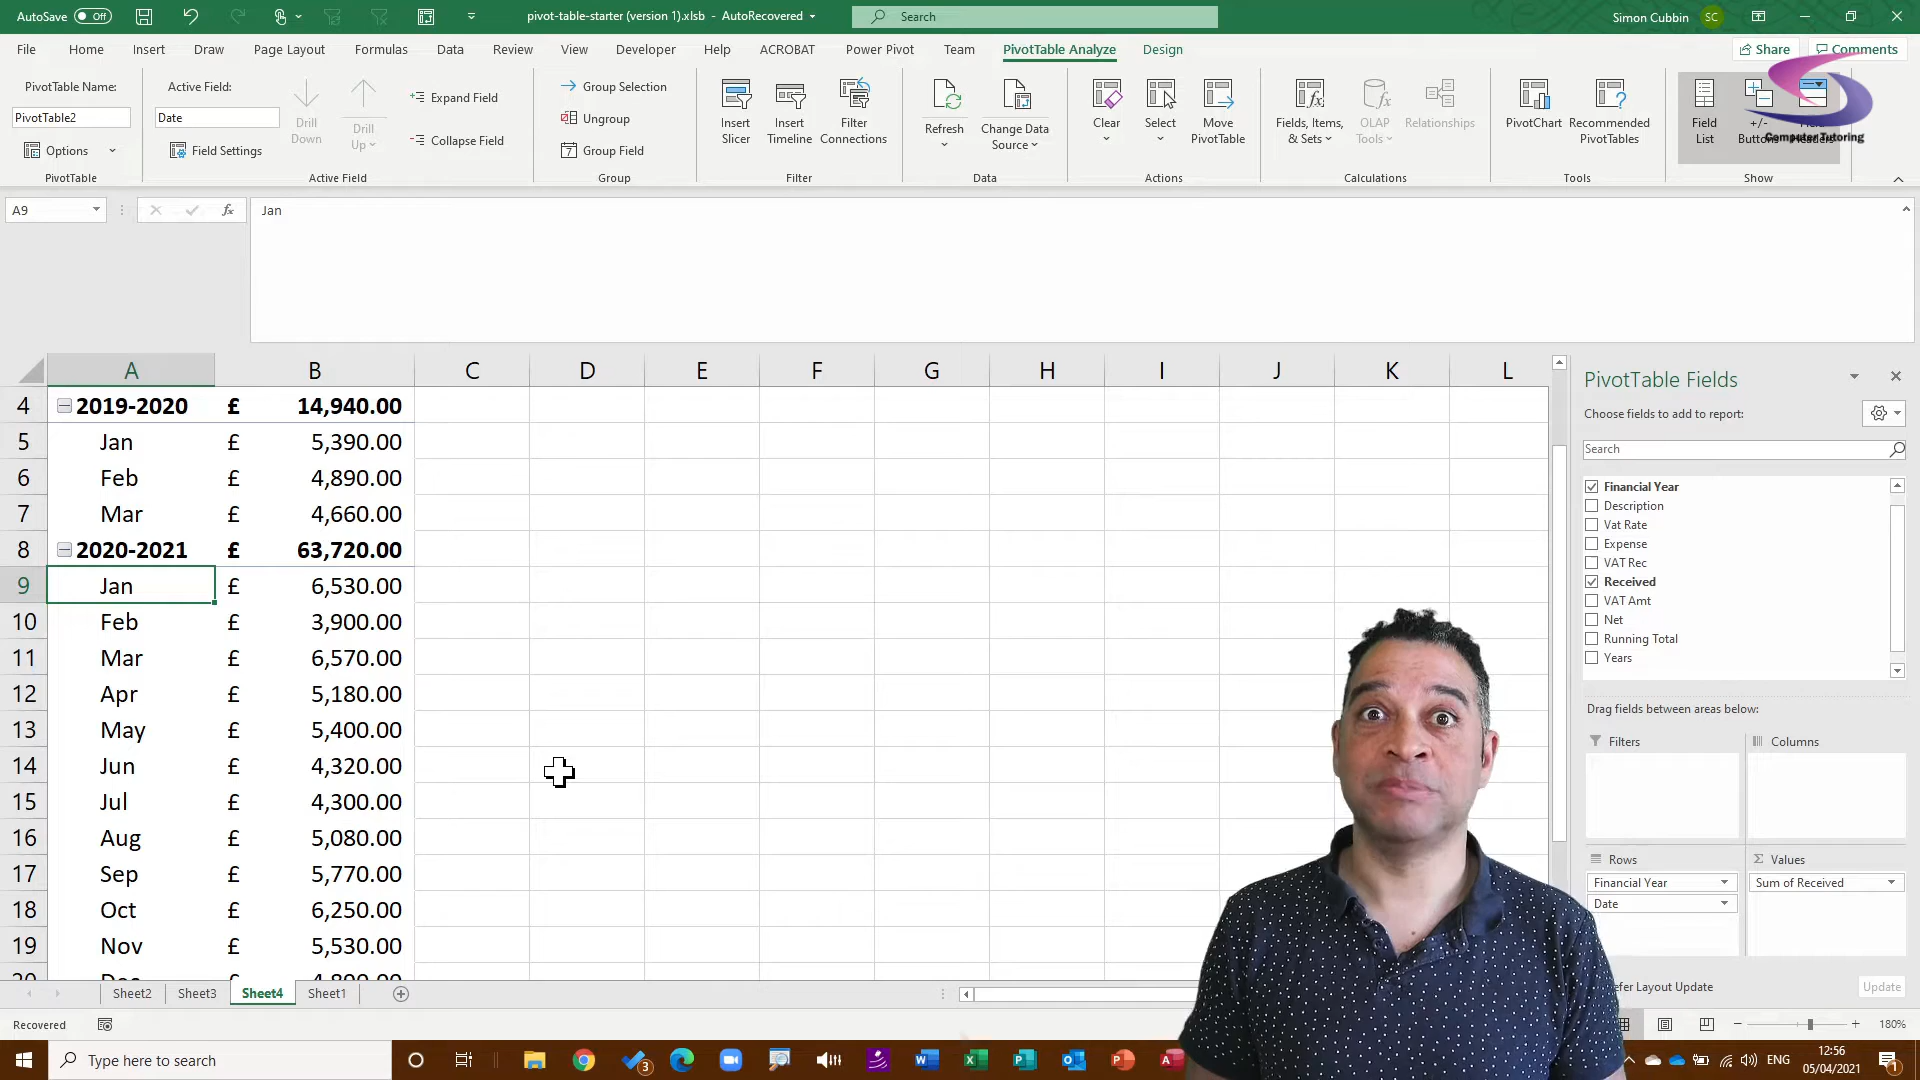 AutoSave Off pivot-table-starter (version 1).xlsb - AutoRecovered Search Simon Cubbin SC
File Home Insert Draw Page Layout Formulas Data Review View Developer Help ACROBAT Power Pivot Team PivotTable Analyze Design Share Comments
PivotTable Name:
PivotTable2
Options
PivotTable
Active Field:
Date
Field Settings
Drill Down
Drill Up
Expand Field
Collapse Field
Active Field
Group Selection
Ungroup
Group Field
Group
Insert Slicer
Insert Timeline
Filter Connections
Filter
Refresh
Change Data Source
Data
Clear
Select
Move PivotTable
Actions
Fields, Items, & Sets
OLAP Tools
Relationships
Calculations
PivotChart
Recommended PivotTables
Tools
Field List
+/- Buttons
Headers
Show
Computer Tutoring
A9 fx Jan
A B C D E F G H I J K L
4 2019-2020 £ 14,940.00
5 Jan £ 5,390.00
6 Feb £ 4,890.00
7 Mar £ 4,660.00
8 2020-2021 £ 63,720.00
9 Jan £ 6,530.00
10 Feb £ 3,900.00
11 Mar £ 6,570.00
12 Apr £ 5,180.00
13 May £ 5,400.00
14 Jun £ 4,320.00
15 Jul £ 4,300.00
16 Aug £ 5,080.00
17 Sep £ 5,770.00
18 Oct £ 6,250.00
19 Nov £ 5,530.00
PivotTable Fields
Choose fields to add to report:
Search
Financial Year
Description
Vat Rate
Expense
VAT Rec
Received
VAT Amt
Net
Running Total
Years
Drag fields between areas below:
Filters
Columns
Rows
Values
Financial Year
Sum of Received
Date
Layout Update
Update
Sheet2 Sheet3 Sheet4 Sheet1
Recovered
180%
Type here to search
3
ENG
12:56
05/04/2021
1